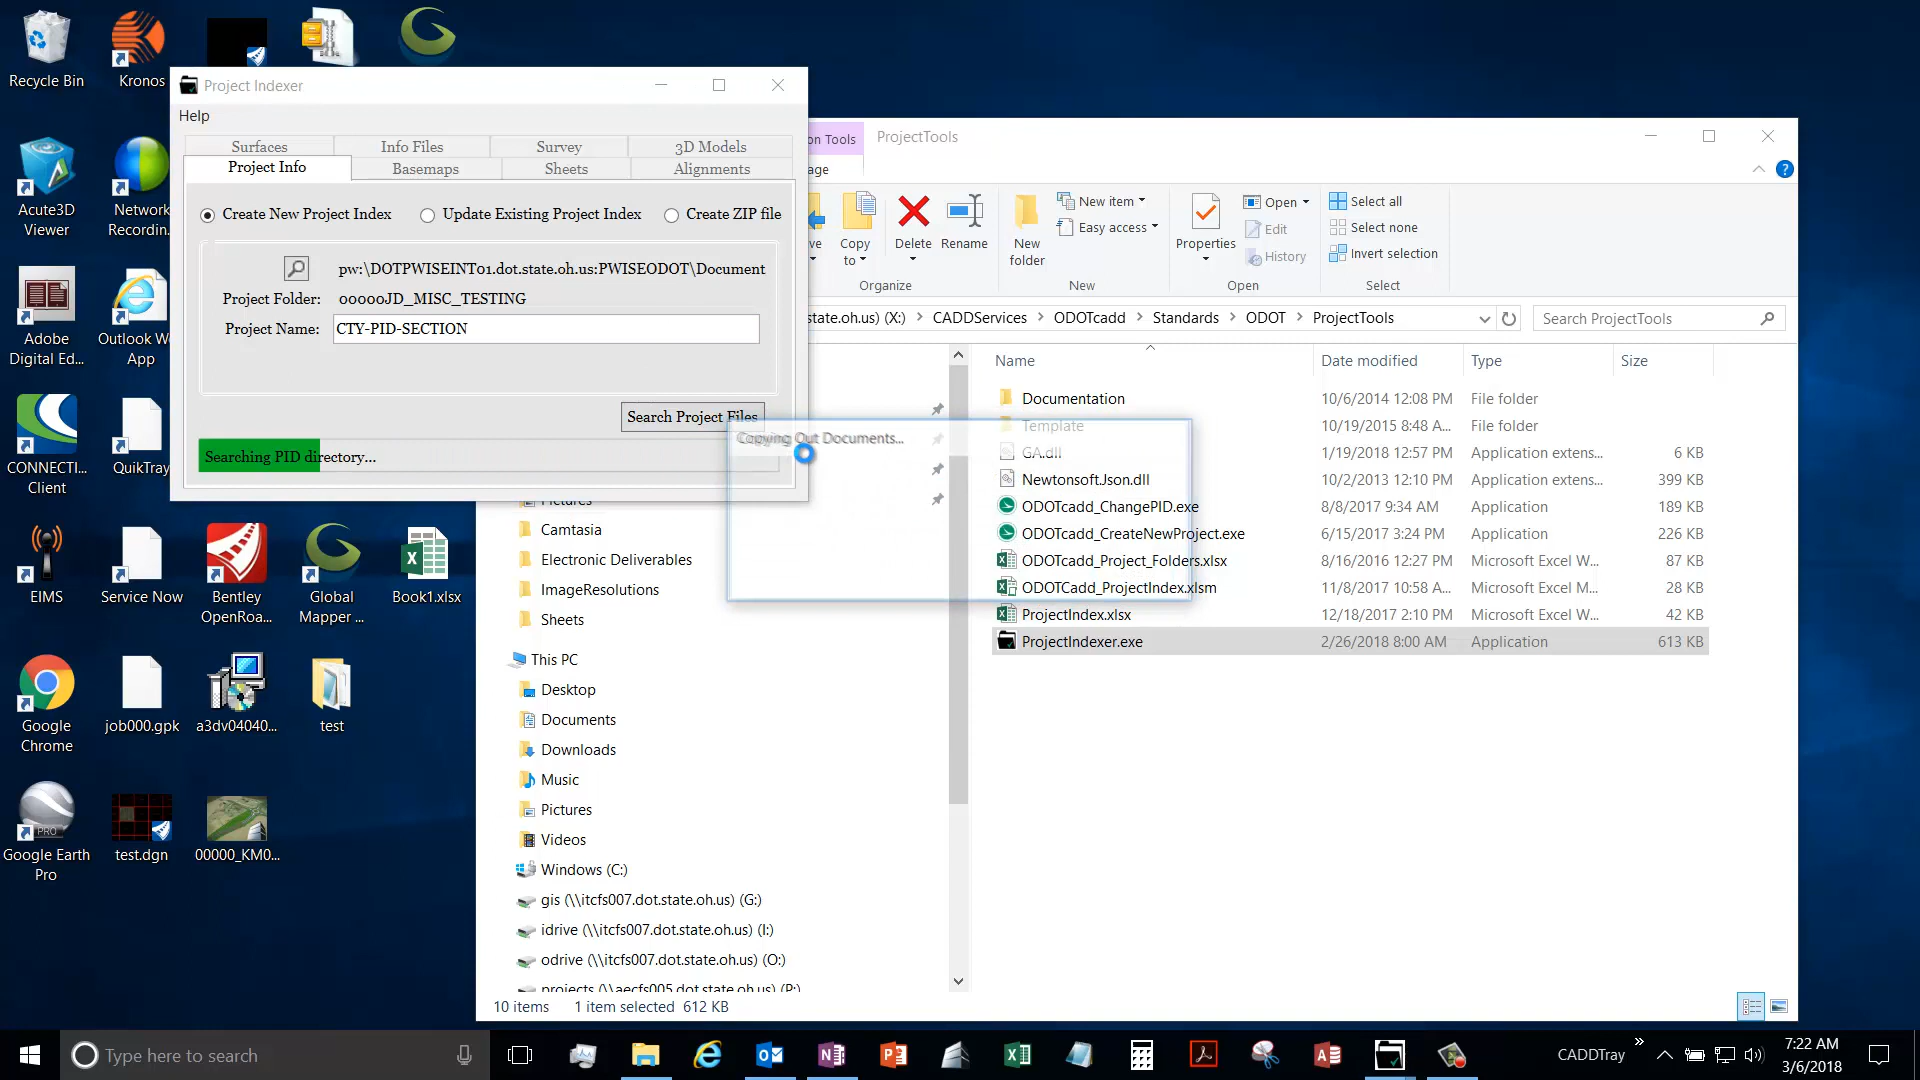 Recycle Bin
Kronos
Acute3D
Viewer
Network
Recordin...
Adobe
Digital Ed...
Outlook W
App
CONNECTI...
Client
QuikTray
EIMS
Service Now
Bentley
OpenRoa...
Global
Mapper ...
Book1.xlsx
Google
Chrome
job000.gpk
a3dv04040...
test
Google Earth
Pro
test.dgn
00000_KM0...
Project Indexer
Help
Surfaces
Info Files
Survey
3D Models
Project Info
Basemaps
Sheets
Alignments
Create New Project Index
Update Existing Project Index
Create ZIP file
pw:\DOTPWISEINT01.dot.state.oh.us:PWISEODOT\Document
Project Folder:
00000JD_MISC_TESTING
Project Name:
CTY-PID-SECTION
Search Project Files
Searching PID directory...
Copying Out Documents...
on Tools
ProjectTools
age
ve
Copy
to
Delete
Rename
New
folder
New item
Easy access
Properties
Open
Edit
History
Select all
Select none
Invert selection
Organize
New
Open
Select
state.oh.us) (X:) > CADDServices > ODOTcadd > Standards > ODOT > ProjectTools
Search ProjectTools
Name
Date modified
Type
Size
Documentation 10/6/2014 12:08 PM File folder
Template 10/19/2015 8:48 A... File folder
GA.dll 1/19/2018 12:57 PM Application extens... 6 KB
Newtonsoft.Json.dll 10/2/2013 12:10 PM Application extens... 399 KB
ODOTcadd_ChangePID.exe 8/8/2017 9:34 AM Application 189 KB
ODOTcadd_CreateNewProject.exe 6/15/2017 3:24 PM Application 226 KB
ODOTcadd_Project_Folders.xlsx 8/16/2016 12:27 PM Microsoft Excel W... 87 KB
ODOTCadd_ProjectIndex.xlsm 11/8/2017 10:58 A... Microsoft Excel M... 28 KB
ProjectIndex.xlsx 12/18/2017 2:10 PM Microsoft Excel W... 42 KB
ProjectIndexer.exe 2/26/2018 8:00 AM Application 613 KB
Pictures
Camtasia
Electronic Deliverables
ImageResolutions
Sheets
This PC
Desktop
Documents
Downloads
Music
Pictures
Videos
Windows (C:)
gis (\\itcfs007.dot.state.oh.us) (G:)
idrive (\\itcfs007.dot.state.oh.us) (I:)
odrive (\\itcfs007.dot.state.oh.us) (O:)
projects (\\aecfs005.dot.state.oh.us) (P:)
10 items 1 item selected 612 KB
Type here to search
CADDTray
7:22 AM
3/6/2018